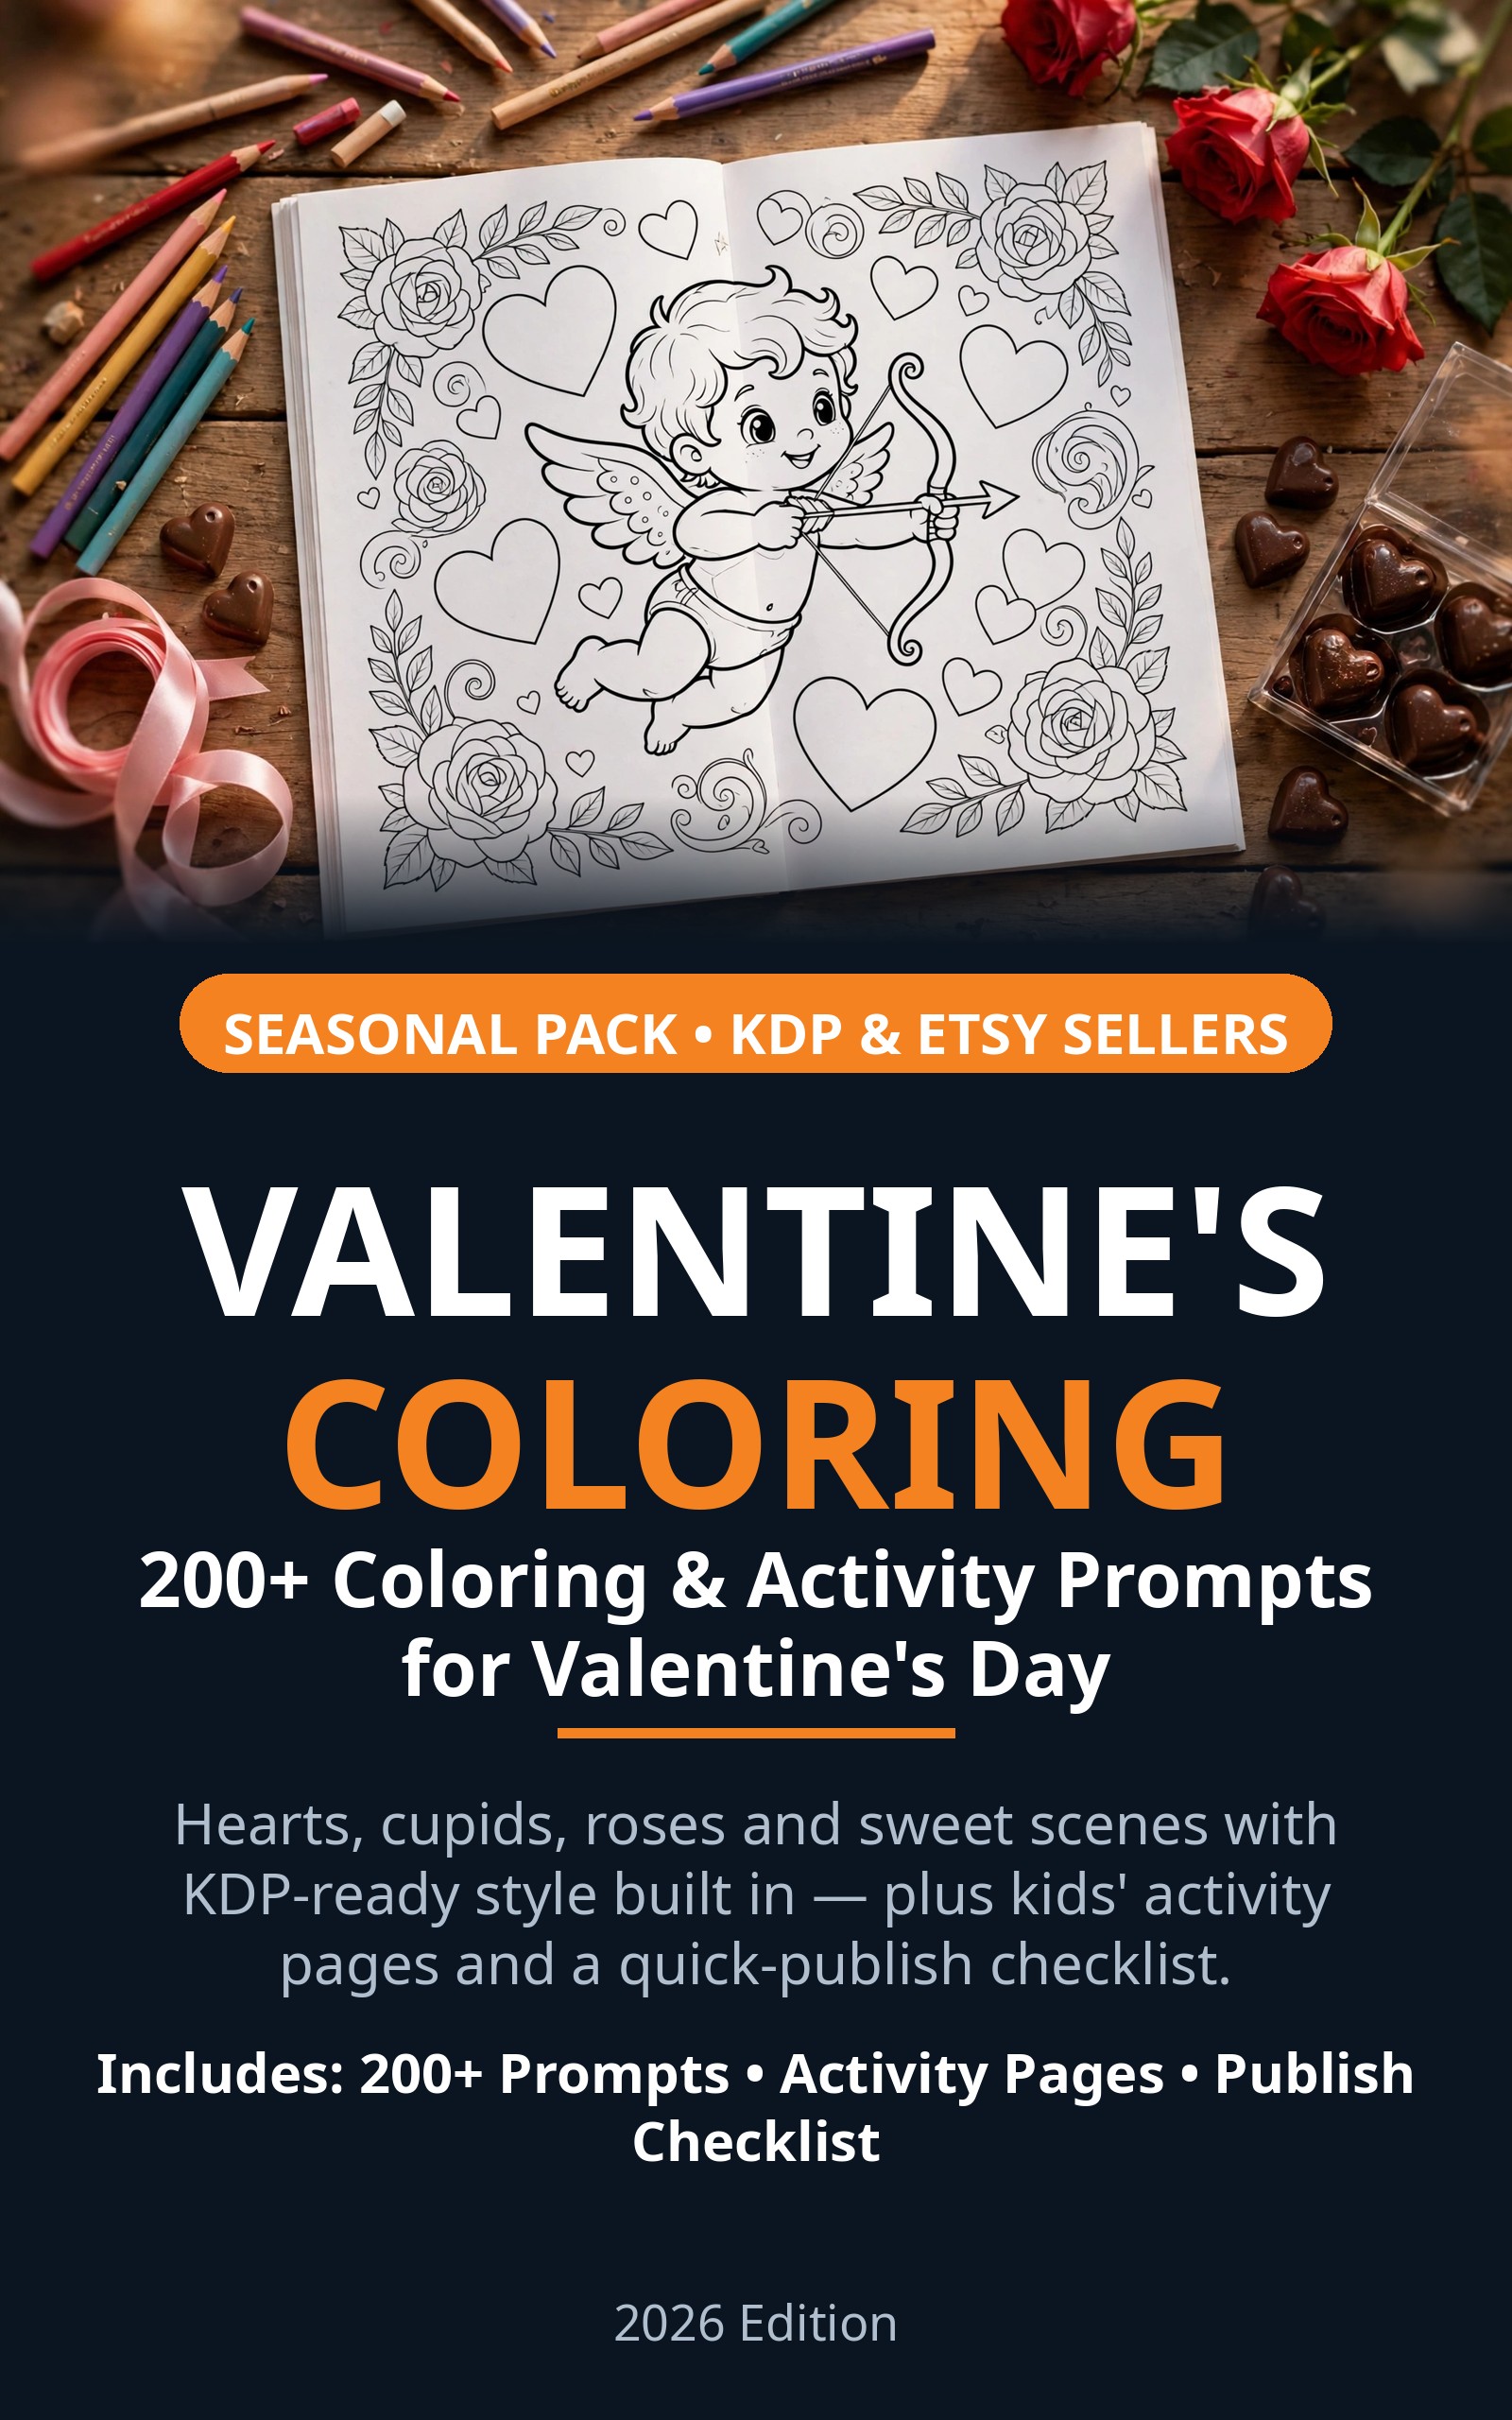 SEASONAL PACK • KDP & ETSY SELLERS
VALENTINE'S
COLORING
200+ Coloring & Activity Prompts
for Valentine's Day
Hearts, cupids, roses and sweet scenes with
KDP-ready style built in — plus kids' activity
pages and a quick-publish checklist.
Includes: 200+ Prompts • Activity Pages • Publish
Checklist
2026 Edition